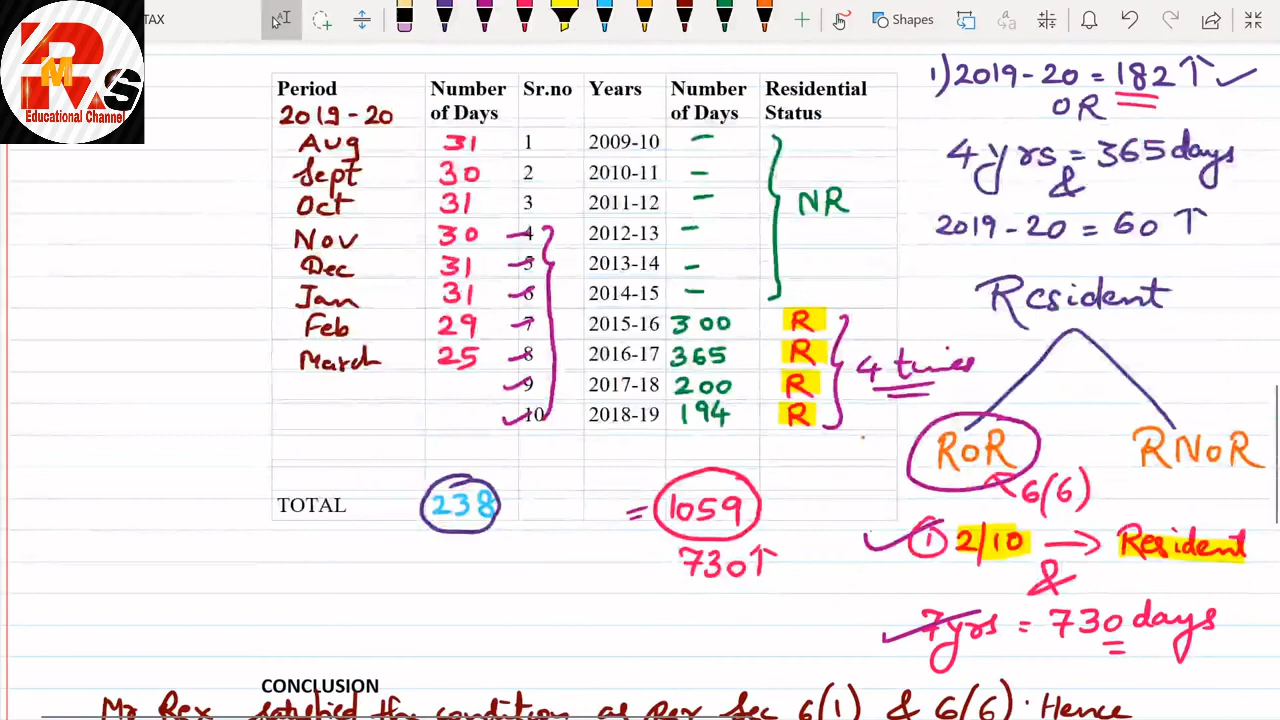 TAX
Shapes
R
M
S
Educational Channel
Period Number Sr.no Years Number Residential
2019-20 of Days of Days Status
Aug 31 1 2009-10 -
Sept 30 2 2010-11 -
Oct 31 3 2011-12 -
Nov 30 4 2012-13 -
Dec 31 5 2013-14 -
Jan 31 6 2014-15 -
NR
Feb 29 7 2015-16 300 R
March 25 8 2016-17 365 R
9 2017-18 200 R
10 2018-19 194 R
4 times
TOTAL 238 = 1059
730↑
1) 2019-20 = 182↑ ✓
OR
4 yrs = 365 days
&
2019-20 = 60↑
Resident
ROR RNOR
6(6)
① 2/10 → Resident
&
7yrs = 730 days
CONCLUSION
Mr Rex satisfied the condition as per Sec 6(1) & 6(6). Hence